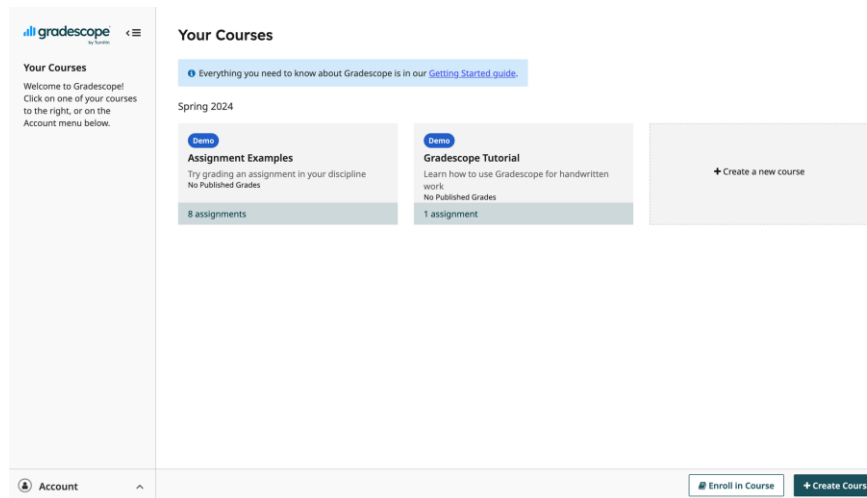 gradescope
by Turnitin
Your Courses
Welcome to Gradescope!
Click on one of your courses
to the right, or on the
Account menu below.
Account
Your Courses
Everything you need to know about Gradescope is in our Getting Started guide.
Spring 2024
Demo
Assignment Examples
Try grading an assignment in your discipline
No Published Grades
8 assignments
Demo
Gradescope Tutorial
Learn how to use Gradescope for handwritten
work
No Published Grades
1 assignment
+ Create a new course
Enroll in Course
+ Create Cours